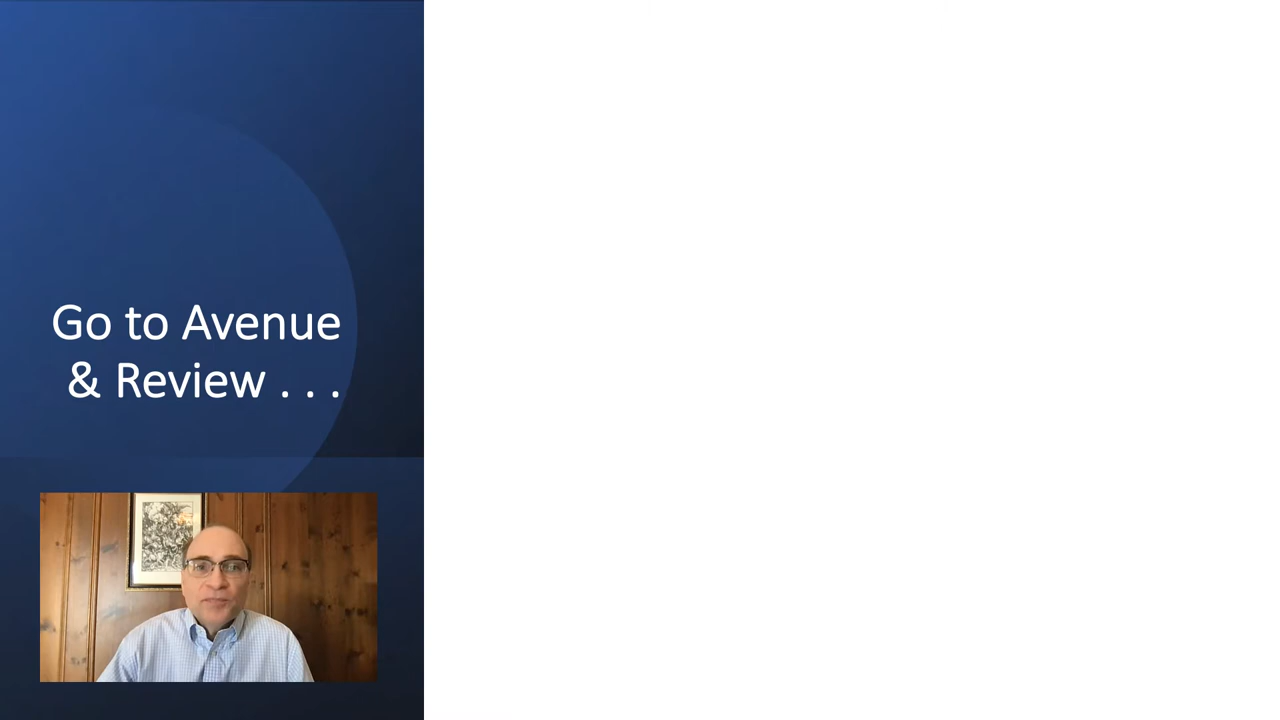 Go to Avenue
& Review . . .